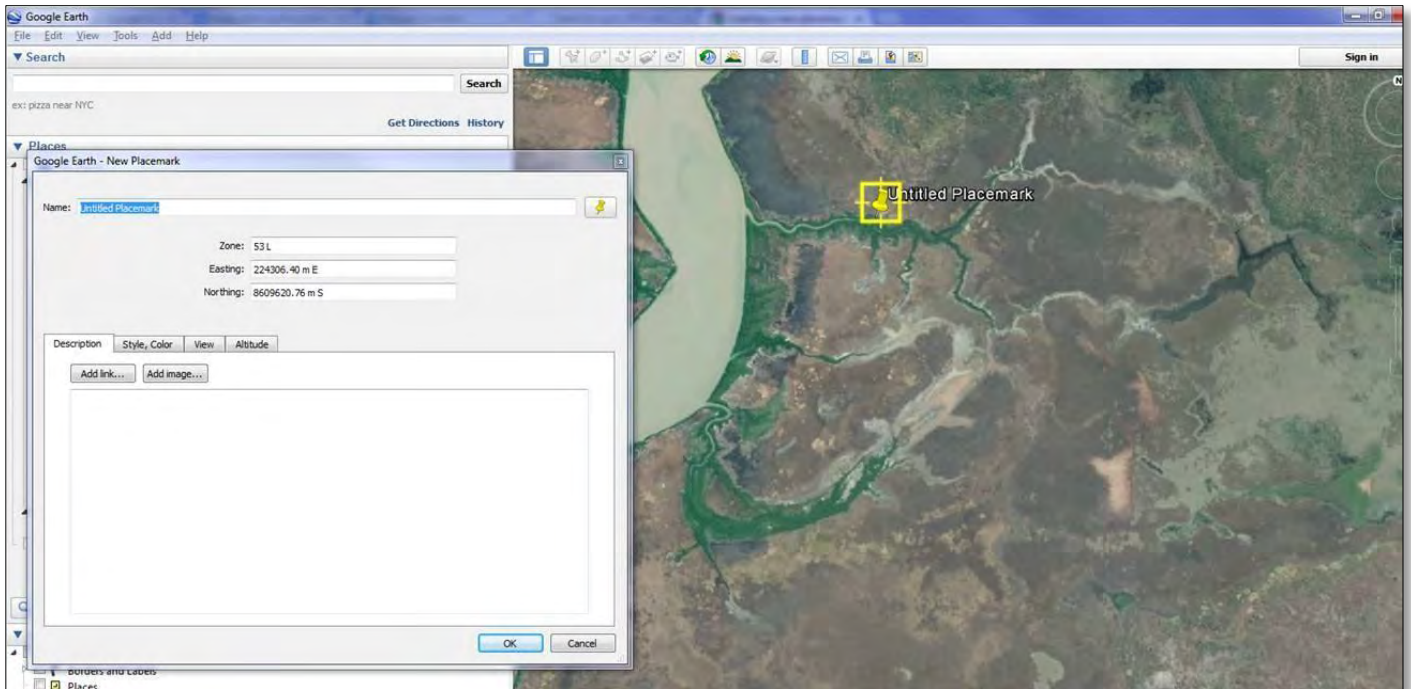 Google Earth
File Edit View Tools Add Help
▼ Search
Search
ex: pizza near NYC
Get Directions History
▼ Places
Google Earth - New Placemark
Name: Untitled Placemark
Zone: 53 L
Easting: 224306.40 m E
Northing: 8609620.76 m S
Description Style, Color View Altitude
Add link... Add image...
OK Cancel
Borders and Labels
Places
Sign in
N
Untitled Placemark